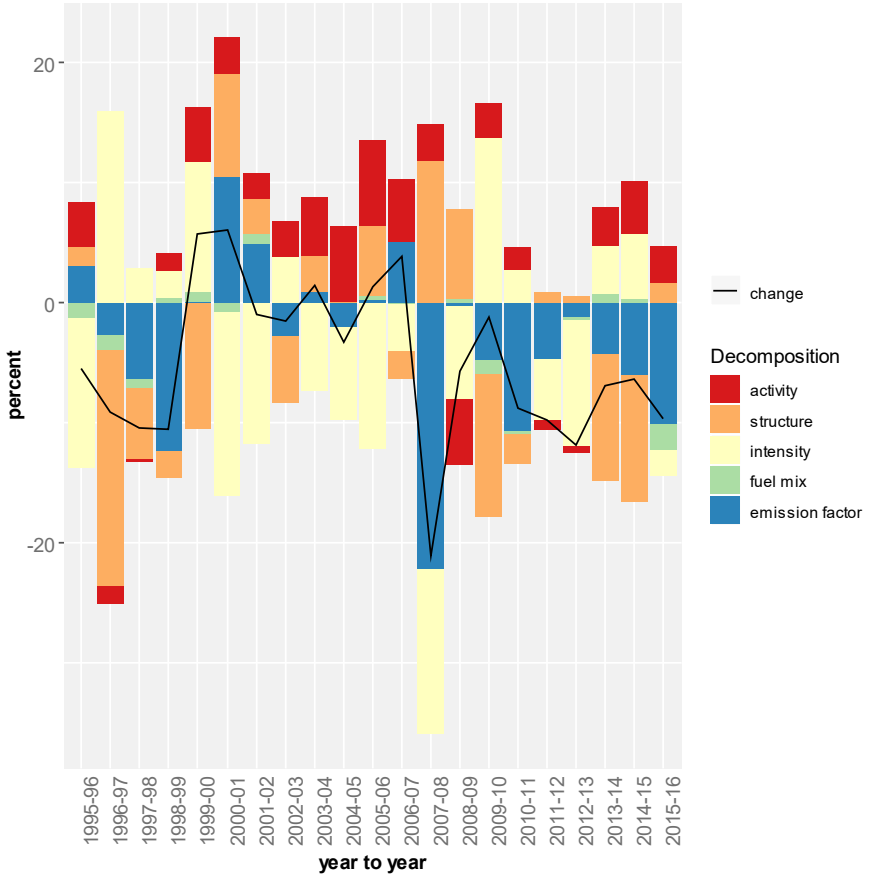 20
0
-20
percent
1995-96
1996-97
1997-98
1998-99
1999-00
2000-01
2001-02
2002-03
2003-04
2004-05
2005-06
2006-07
2007-08
2008-09
2009-10
2010-11
2011-12
2012-13
2013-14
2014-15
2015-16
year to year
change
Decomposition
activity
structure
intensity
fuel mix
emission factor